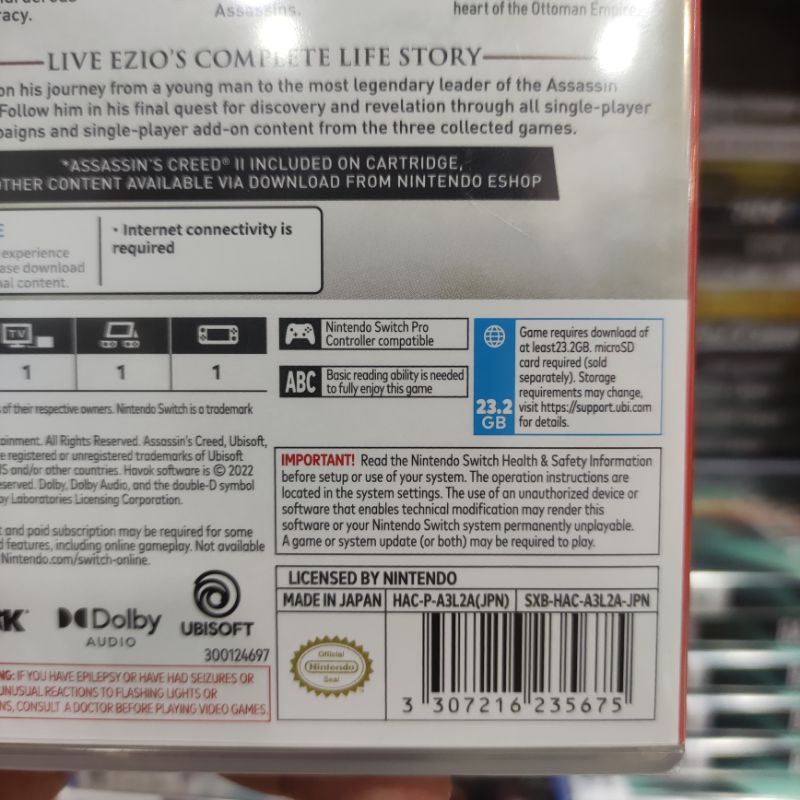 acy.
Assassins.
heart of the Ottoman Empire
LIVE EZIO'S COMPLETE LIFE STORY
on his journey from a young man to the most legendary leader of the Assassin
Follow him in his final quest for discovery and revelation through all single-player
paigns and single-player add-on content from the three collected games.
*ASSASSIN'S CREED® II INCLUDED ON CARTRIDGE,
OTHER CONTENT AVAILABLE VIA DOWNLOAD FROM NINTENDO ESHOP
E
experience
ase download
nal content.
• Internet connectivity is
required
TV
1
1
1
Nintendo Switch Pro
Controller compatible
ABC
Basic reading ability is needed
to fully enjoy this game
23.2
GB
Game requires download of
at least23.2GB. microSD
card required (sold
separately). Storage
requirements may change,
visit https://support.ubi.com
for details.
of their respective owners. Nintendo Switch is a trademark
ainment. All Rights Reserved. Assassin's Creed, Ubisoft,
e registered or unregistered trademarks of Ubisoft
US and/or other countries. Havok software is © 2022
eserved. Dolby, Dolby Audio, and the double-D symbol
by Laboratories Licensing Corporation.
t and paid subscription may be required for some
d features, including online gameplay. Not available
Nintendo.com/switch-online.
IMPORTANT! Read the Nintendo Switch Health & Safety Information
before setup or use of your system. The operation instructions are
located in the system settings. The use of an unauthorized device or
software that enables technical modification may render this
software or your Nintendo Switch system permanently unplayable.
A game or system update (or both) may be required to play.
LICENSED BY NINTENDO
MADE IN JAPAN HAC-P-A3L2A(JPN) SXB-HAC-A3L2A-JPN
K
Dolby
AUDIO
UBISOFT
300124697
NG: IF YOU HAVE EPILEPSY OR HAVE HAD SEIZURES OR
UNUSUAL REACTIONS TO FLASHING LIGHTS OR
NS, CONSULT A DOCTOR BEFORE PLAYING VIDEO GAMES.
Official
Nintendo
Seal
3 307216 235675